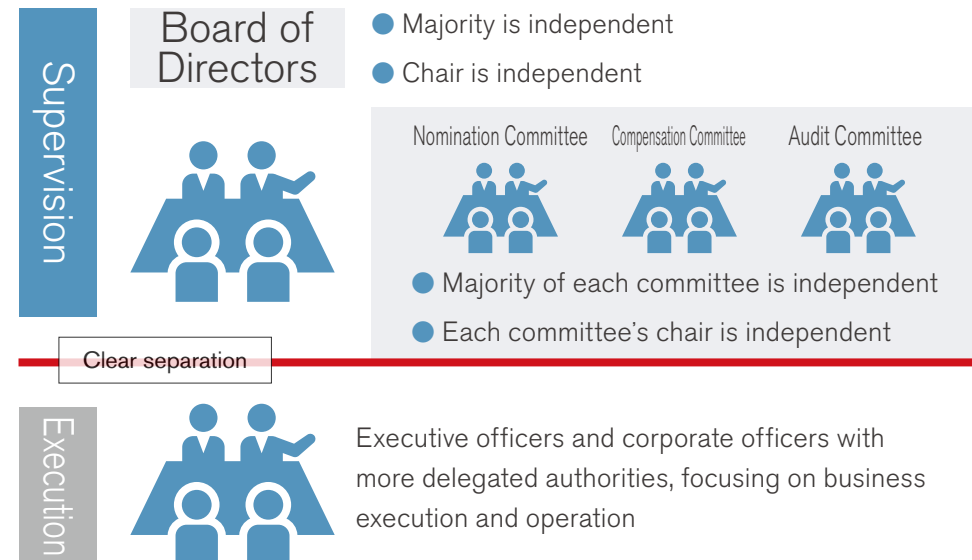 Supervision
Board of
Directors
● Majority is independent
● Chair is independent
Nomination Committee
Compensation Committee
Audit Committee
● Majority of each committee is independent
● Each committee's chair is independent
Clear separation
Execution
Executive officers and corporate officers with
more delegated authorities, focusing on business
execution and operation